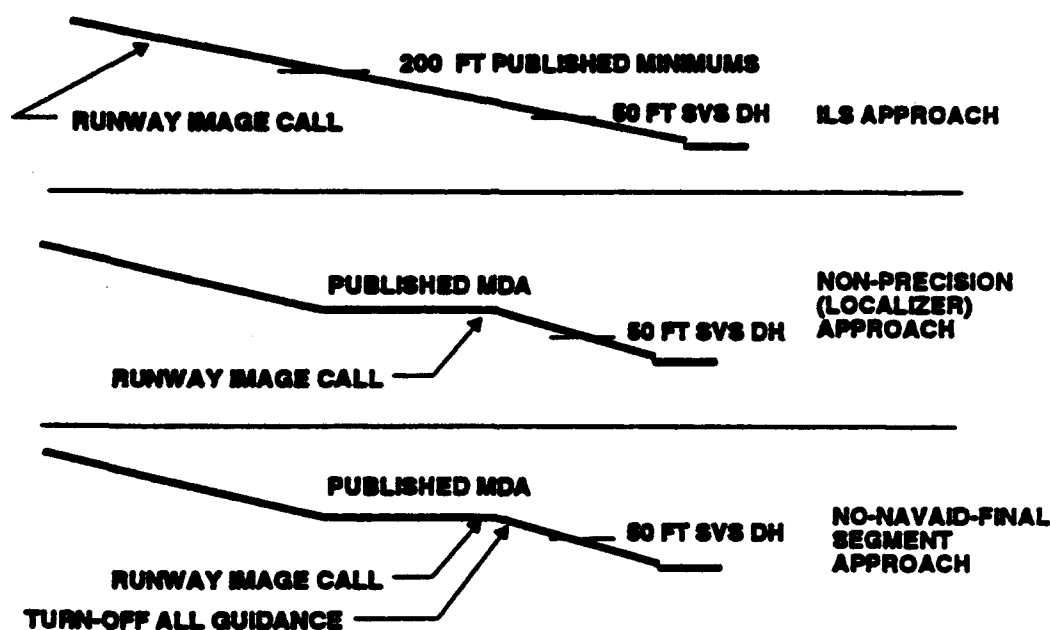 200 FT PUBLISHED MINIMUMS
RUNWAY IMAGE CALL
50 FT SVS DH
ILS APPROACH
PUBLISHED MDA
NON-PRECISION
(LOCALIZER)
APPROACH
50 FT SVS DH
RUNWAY IMAGE CALL
PUBLISHED MDA
50 FT SVS DH
NO-NAVAID-FINAL
SEGMENT
APPROACH
RUNWAY IMAGE CALL
TURN-OFF ALL GUIDANCE